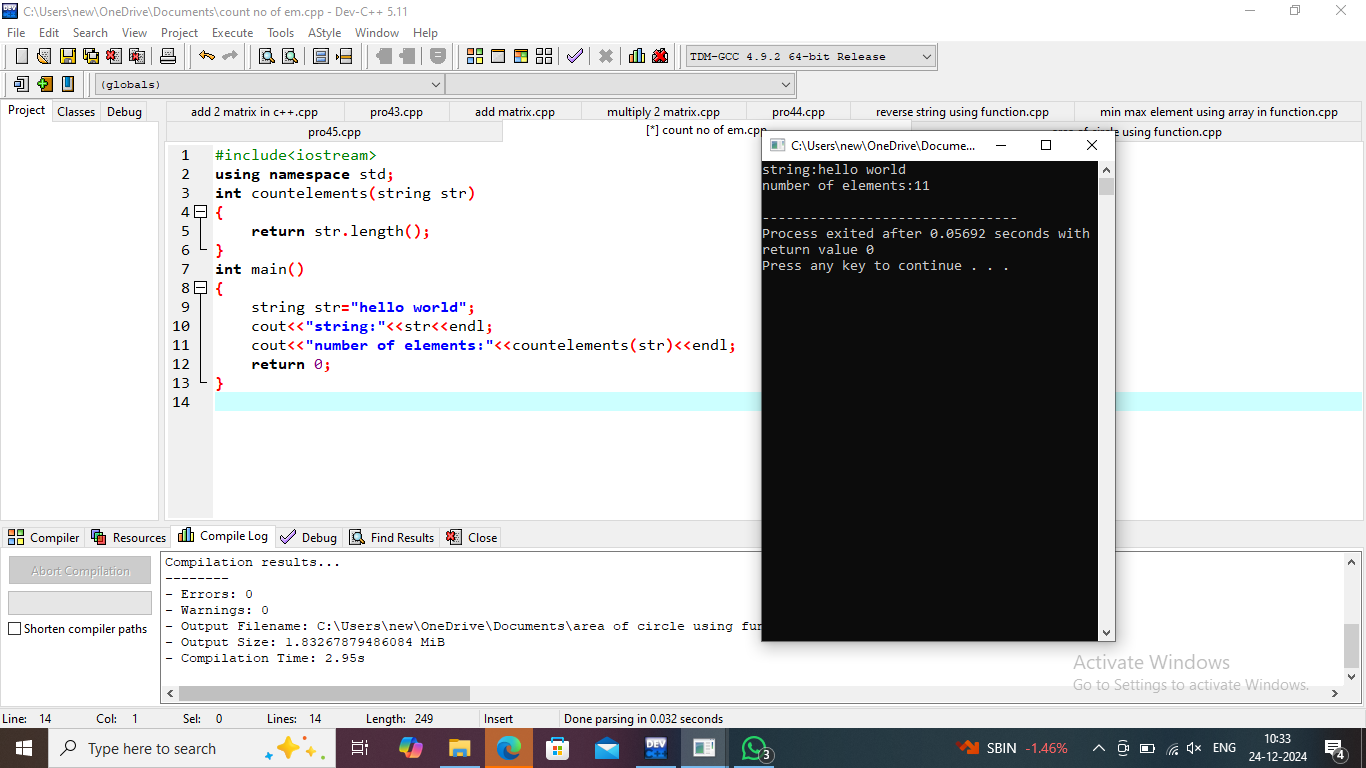 C:\Users\new\OneDrive\Documents\count no of em.cpp - Dev-C++ 5.11
File Edit Search View Project Execute Tools AStyle Window Help
TDM-GCC 4.9.2 64-bit Release
(globals)
Project Classes Debug
add 2 matrix in c++.cpp pro43.cpp add matrix.cpp multiply 2 matrix.cpp pro44.cpp reverse string using function.cpp min max element using array in function.cpp
pro45.cpp [*] count no of em.cpp area of circle using function.cpp
1 #include<iostream>
2 using namespace std;
3 int countelements(string str)
4 {
5 return str.length();
6 }
7 int main()
8 {
9 string str="hello world";
10 cout<<"string:"<<str<<endl;
11 cout<<"number of elements:"<<countelements(str)<<endl;
12 return 0;
13 }
14
C:\Users\new\OneDrive\Docume...
string:hello world
number of elements:11
--------------------------------
Process exited after 0.05692 seconds with
return value 0
Press any key to continue . . .
Compiler Resources Compile Log Debug Find Results Close
Abort Compilation
Shorten compiler paths
Compilation results...
--------
- Errors: 0
- Warnings: 0
- Output Filename: C:\Users\new\OneDrive\Documents\area of circle using fun
- Output Size: 1.83267879486084 MiB
- Compilation Time: 2.95s
Activate Windows
Go to Settings to activate Windows.
Line: 14 Col: 1 Sel: 0 Lines: 14 Length: 249 Insert Done parsing in 0.032 seconds
Type here to search
DEV
3
SBIN -1.46%
ENG
10:33
24-12-2024
4